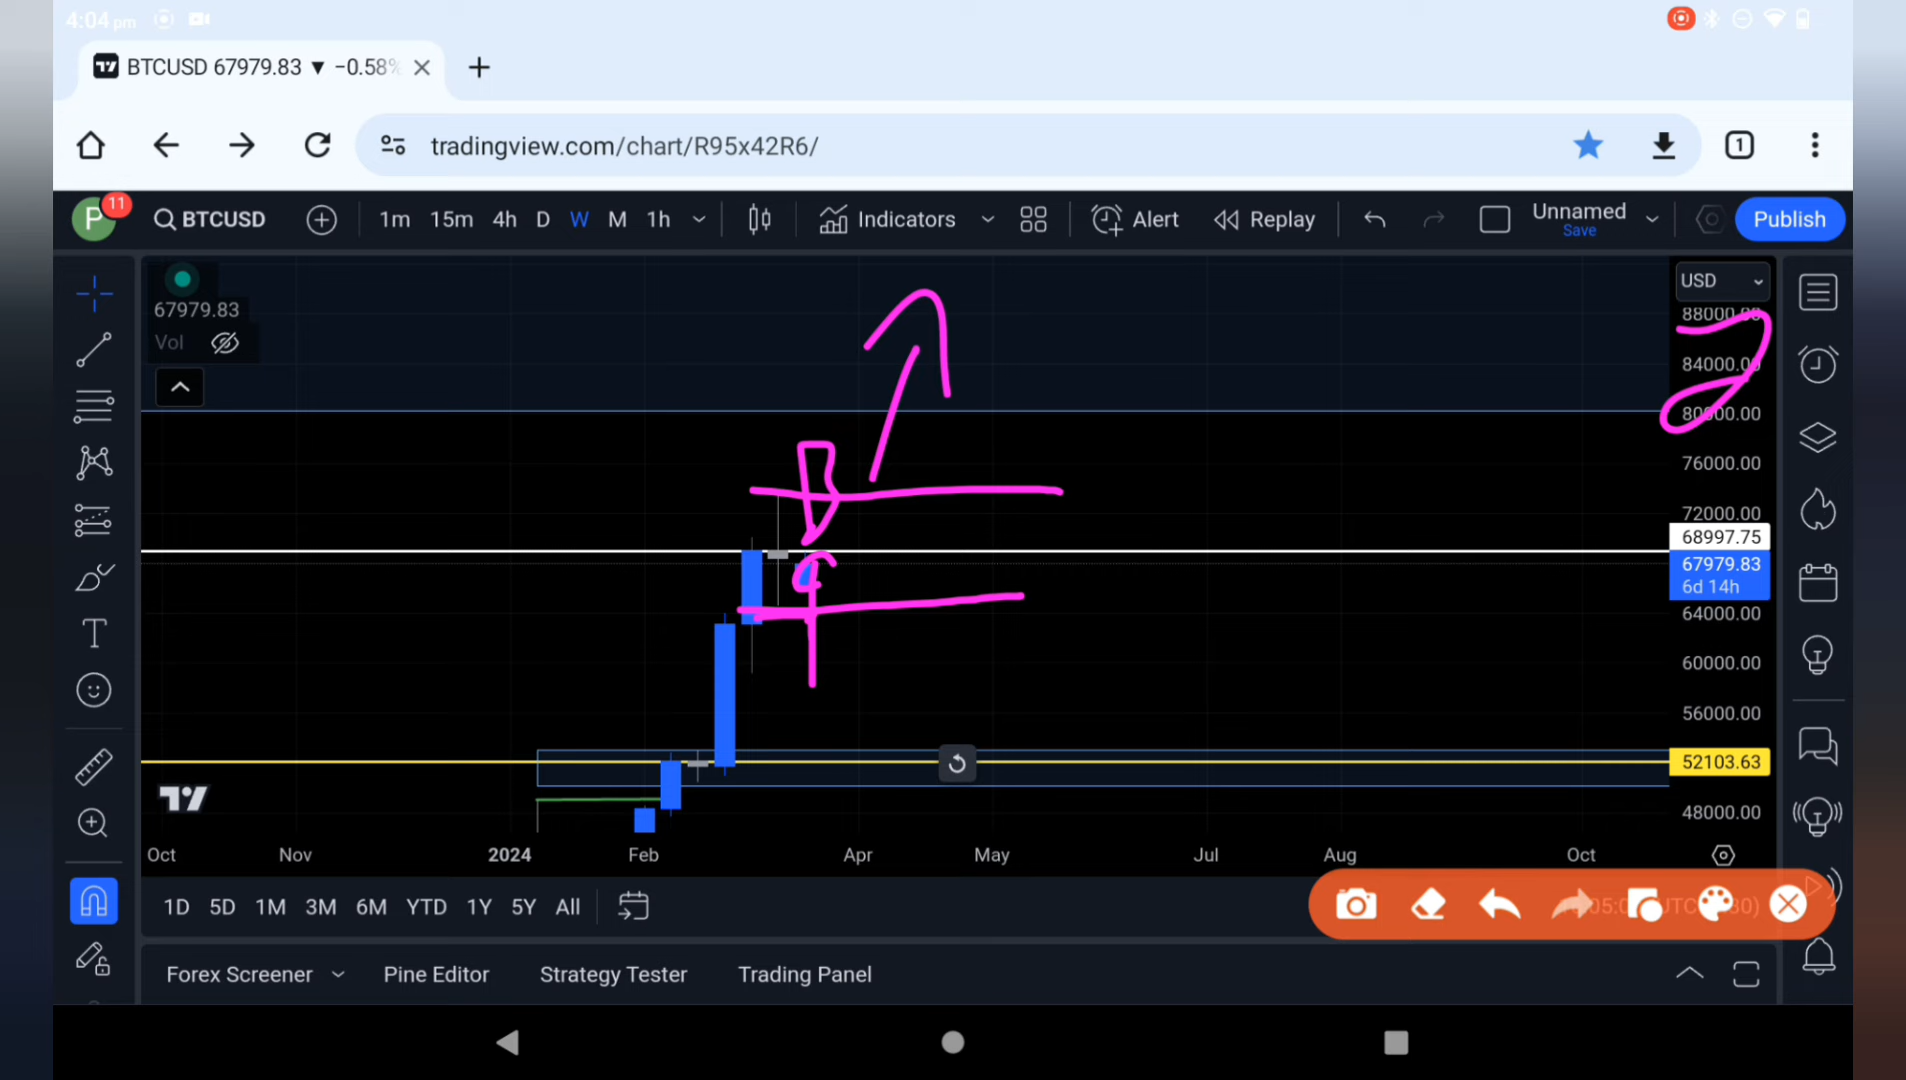 4:04 pm
BTCUSD 67979.83 ▼ −0.58%
tradingview.com/chart/R95x42R6/
1
P
11
BTCUSD
1m 15m 4h D W M 1h
Indicators
Alert
Replay
Unnamed
Save
Publish
67979.83
Vol
USD
88000.00
84000.00
80000.00
76000.00
72000.00
68997.75
67979.83
6d 14h
64000.00
60000.00
56000.00
52103.63
48000.00
Oct Nov 2024 Feb Apr May Jul Aug Oct
1D 5D 1M 3M 6M YTD 1Y 5Y All
Forex Screener Pine Editor Strategy Tester Trading Panel